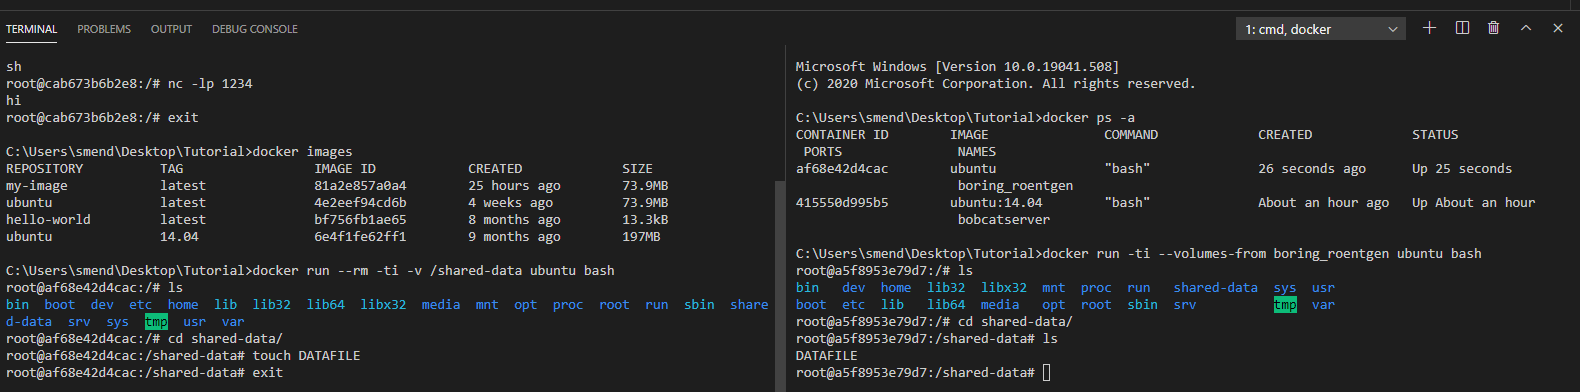 TERMINAL PROBLEMS OUTPUT DEBUG CONSOLE 1: cmd, docker
sh
root@cab673b6b2e8:/# nc -lp 1234
hi
root@cab673b6b2e8:/# exit
C:\Users\smend\Desktop\Tutorial>docker images
REPOSITORY TAG IMAGE ID CREATED SIZE
my-image latest 81a2e857a0a4 25 hours ago 73.9MB
ubuntu latest 4e2eef94cd6b 4 weeks ago 73.9MB
hello-world latest bf756fb1ae65 8 months ago 13.3kB
ubuntu 14.04 6e4f1fe62ff1 9 months ago 197MB
C:\Users\smend\Desktop\Tutorial>docker run --rm -ti -v /shared-data ubuntu bash
root@af68e42d4cac:/# ls
bin boot dev etc home lib lib32 lib64 libx32 media mnt opt proc root run sbin share
d-data srv sys tmp usr var
root@af68e42d4cac:/# cd shared-data/
root@af68e42d4cac:/shared-data# touch DATAFILE
root@af68e42d4cac:/shared-data# exit
Microsoft Windows [Version 10.0.19041.508]
(c) 2020 Microsoft Corporation. All rights reserved.
C:\Users\smend\Desktop\Tutorial>docker ps -a
CONTAINER ID IMAGE COMMAND CREATED STATUS
PORTS NAMES
af68e42d4cac ubuntu "bash" 26 seconds ago Up 25 seconds
boring_roentgen
415550d995b5 ubuntu:14.04 "bash" About an hour ago Up About an hour
bobcatserver
C:\Users\smend\Desktop\Tutorial>docker run -ti --volumes-from boring_roentgen ubuntu bash
root@a5f8953e79d7:/# ls
bin dev home lib32 libx32 mnt proc run shared-data sys usr
boot etc lib lib64 media opt root sbin srv tmp var
root@a5f8953e79d7:/# cd shared-data/
root@a5f8953e79d7:/shared-data# ls
DATAFILE
root@a5f8953e79d7:/shared-data#